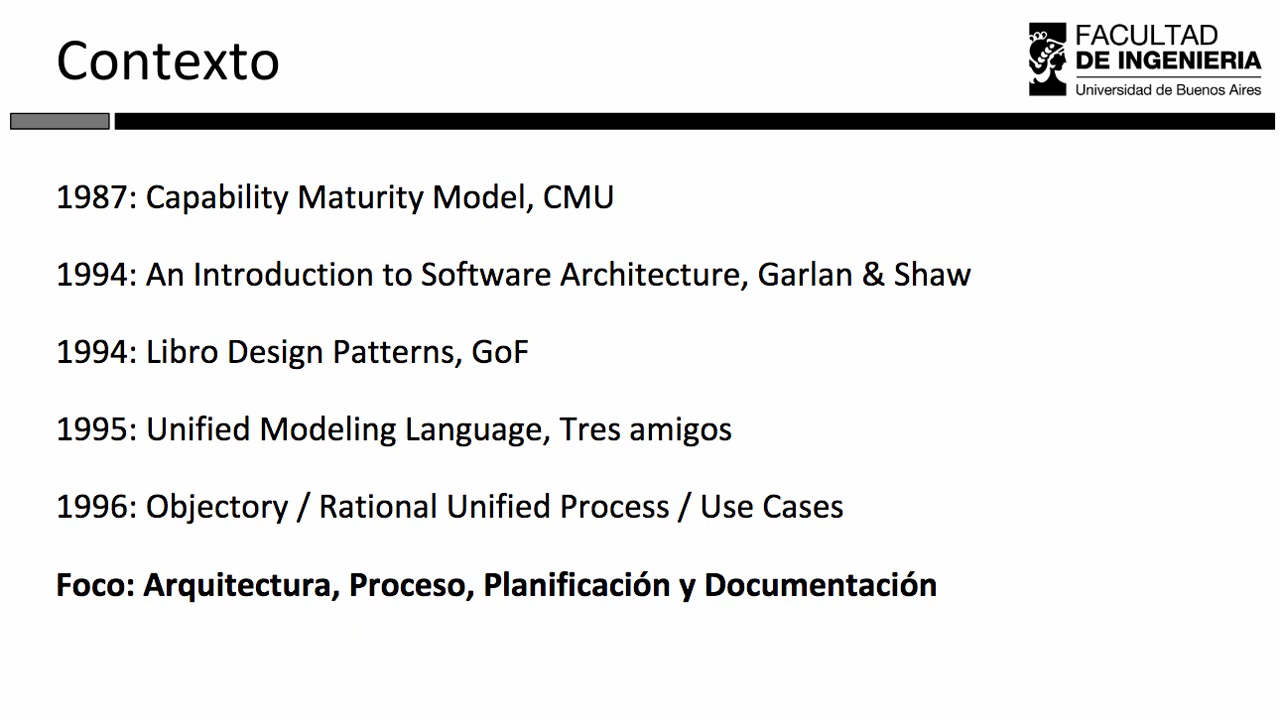 Contexto
FACULTAD
DE INGENIERIA
Universidad de Buenos Aires
1987: Capability Maturity Model, CMU
1994: An Introduction to Software Architecture, Garlan & Shaw
1994: Libro Design Patterns, GoF
1995: Unified Modeling Language, Tres amigos
1996: Objectory / Rational Unified Process / Use Cases
Foco: Arquitectura, Proceso, Planificación y Documentación